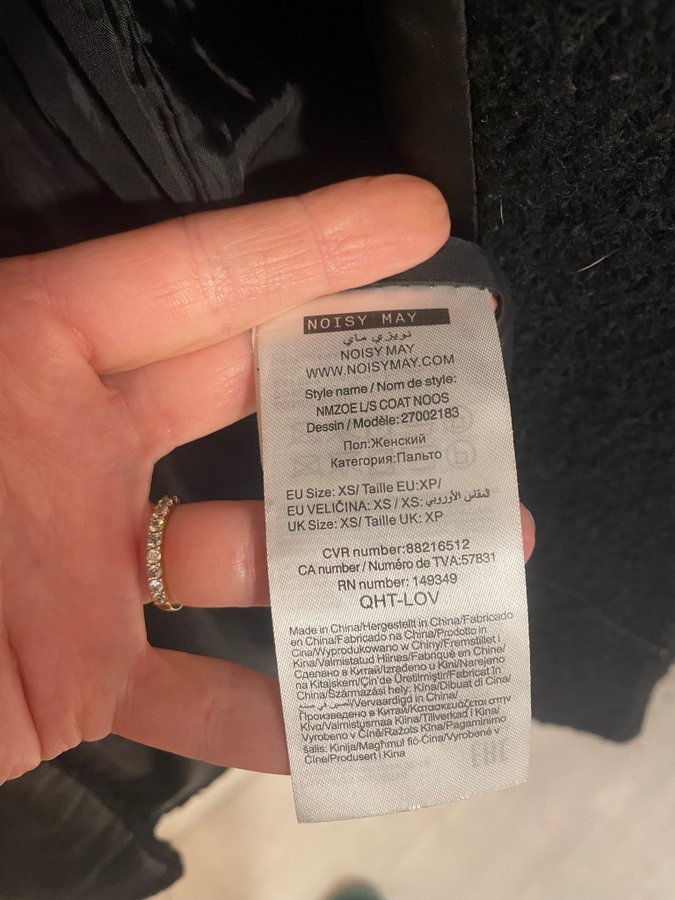 NOISY MAY
نويزي ماي
NOISY MAY
WWW.NOISYMAY.COM
Style name / Nom de style:
NMZOE L/S COAT NOOS
Dessin / Modèle: 27002183
Пол:Женский
Категория:Пальто
EU Size: XS/ Taille EU:XP/
EU VELIČINA: XS / XS: المقاس الأوروبي
UK Size: XS/ Taille UK: XP
CVR number:88216512
CA number / Numéro de TVA:57831
RN number: 149349
QHT-LOV
Made in China/Hergestellt in China/Fabricado
en China/Fabricado na China/Prodotto in
Cina/Wyprodukowano w Chiny/Fremstillet i
Kina/Valmistatud Hiinas/Fabriqué en Chine/
Сделано в Китай/Izrađeno u Kini/Narejeno
na Kitajskem/Çin'de Üretilmiştir/Fabricat în
China/Származási hely: Kína/Dibuat di Cina/
صنع في الصين/Vervaardigd in China/
Произведено в Китай/Κατασκευάζεται στην
Κίνα/Valmistusmaa Kiina/Tillverkad i Kina/
Vyrobeno v Číně/Ražots Ķīna/Pagaminimo
šalis: Kinija/Magħmul fiċ-Ċina/Vyrobené v
Číne/Produsert i Kina